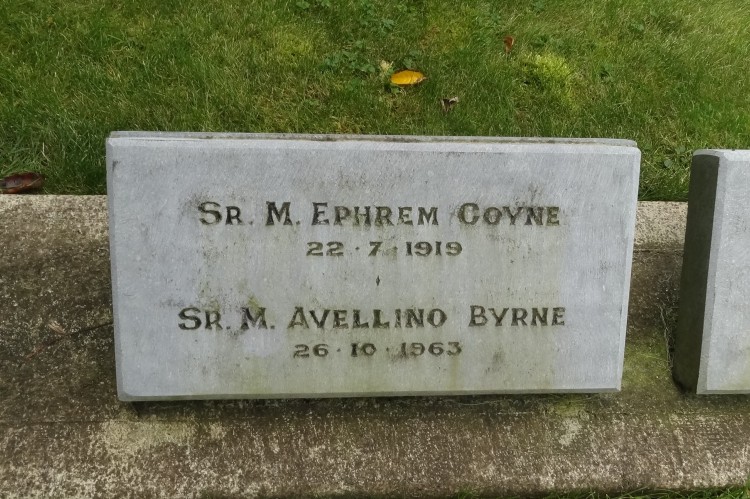 Sr. M. Ephrem Coyne
22 · 7 · 1919
Sr. M. Avellino Byrne
26 · 10 · 1963